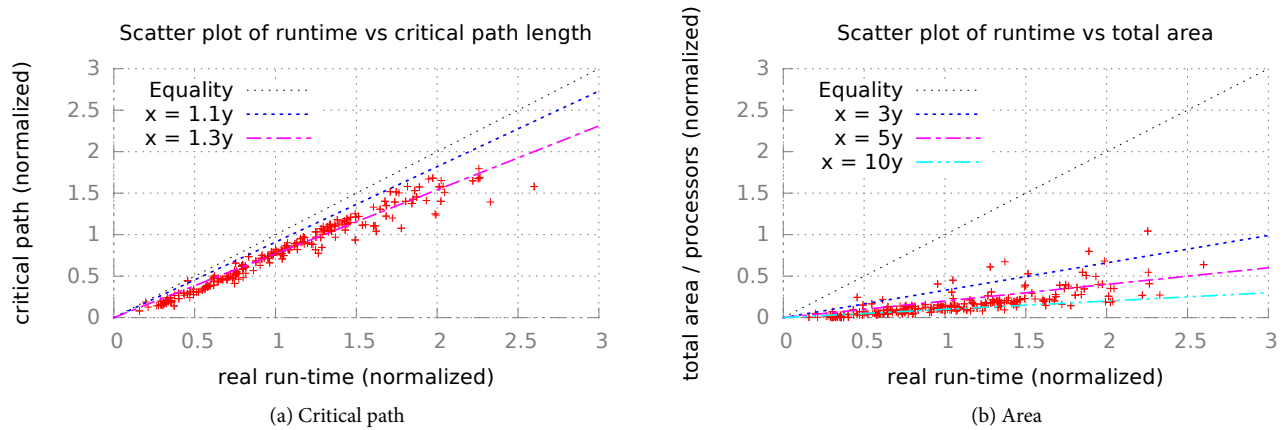 Scatter plot of runtime vs critical path length
critical path (normalized)
3
2.5
2
1.5
1
0.5
0
Equality
x = 1.1y
x = 1.3y
0 0.5 1 1.5 2 2.5 3
real run-time (normalized)
(a) Critical path
Scatter plot of runtime vs total area
total area / processors (normalized)
3
2.5
2
1.5
1
0.5
0
Equality
x = 3y
x = 5y
x = 10y
0 0.5 1 1.5 2 2.5 3
real run-time (normalized)
(b) Area